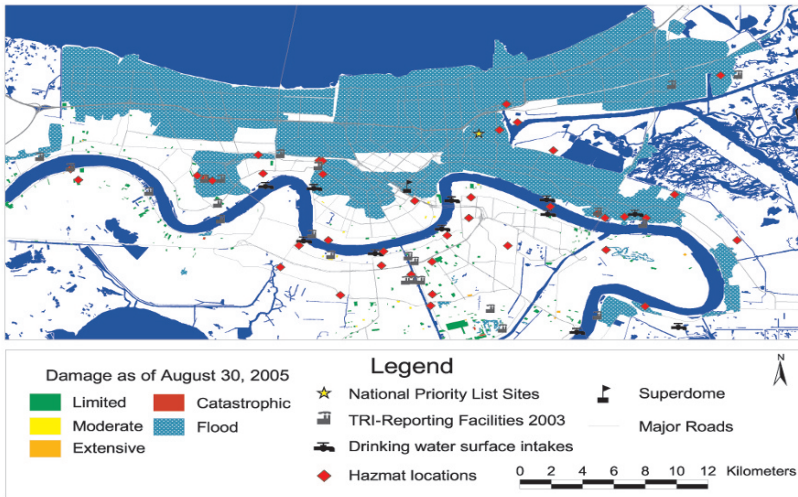 Legend
Damage as of August 30, 2005
Limited
Catastrophic
Moderate
Flood
Extensive
National Priority List Sites
TRI-Reporting Facilities 2003
Drinking water surface intakes
Hazmat locations
Superdome
Major Roads
N
0 2 4 6 8 10 12 Kilometers